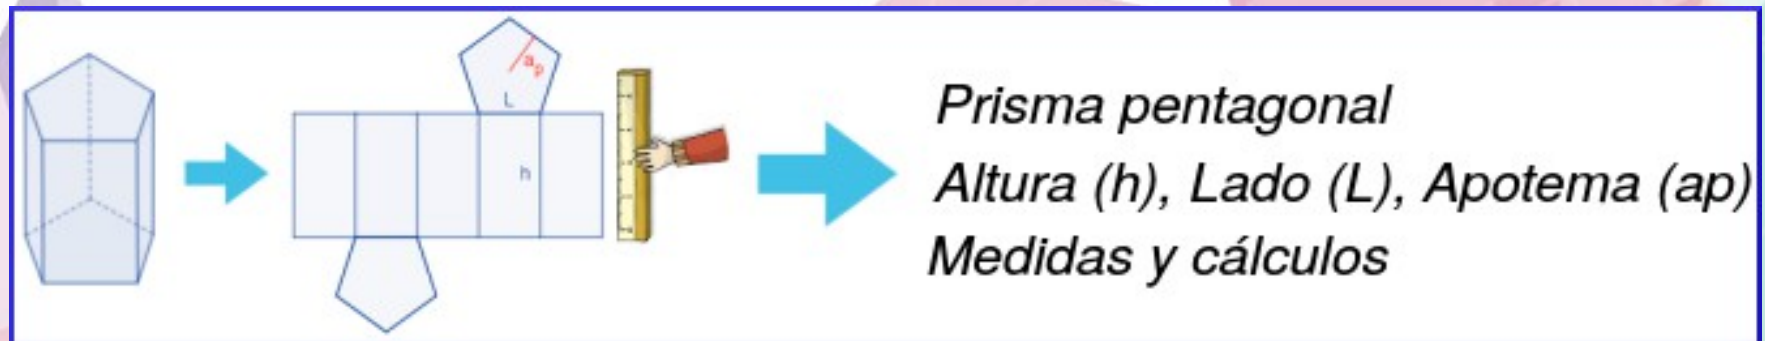 ap
L
h
Prisma pentagonal
Altura (h), Lado (L), Apotema (ap)
Medidas y cálculos